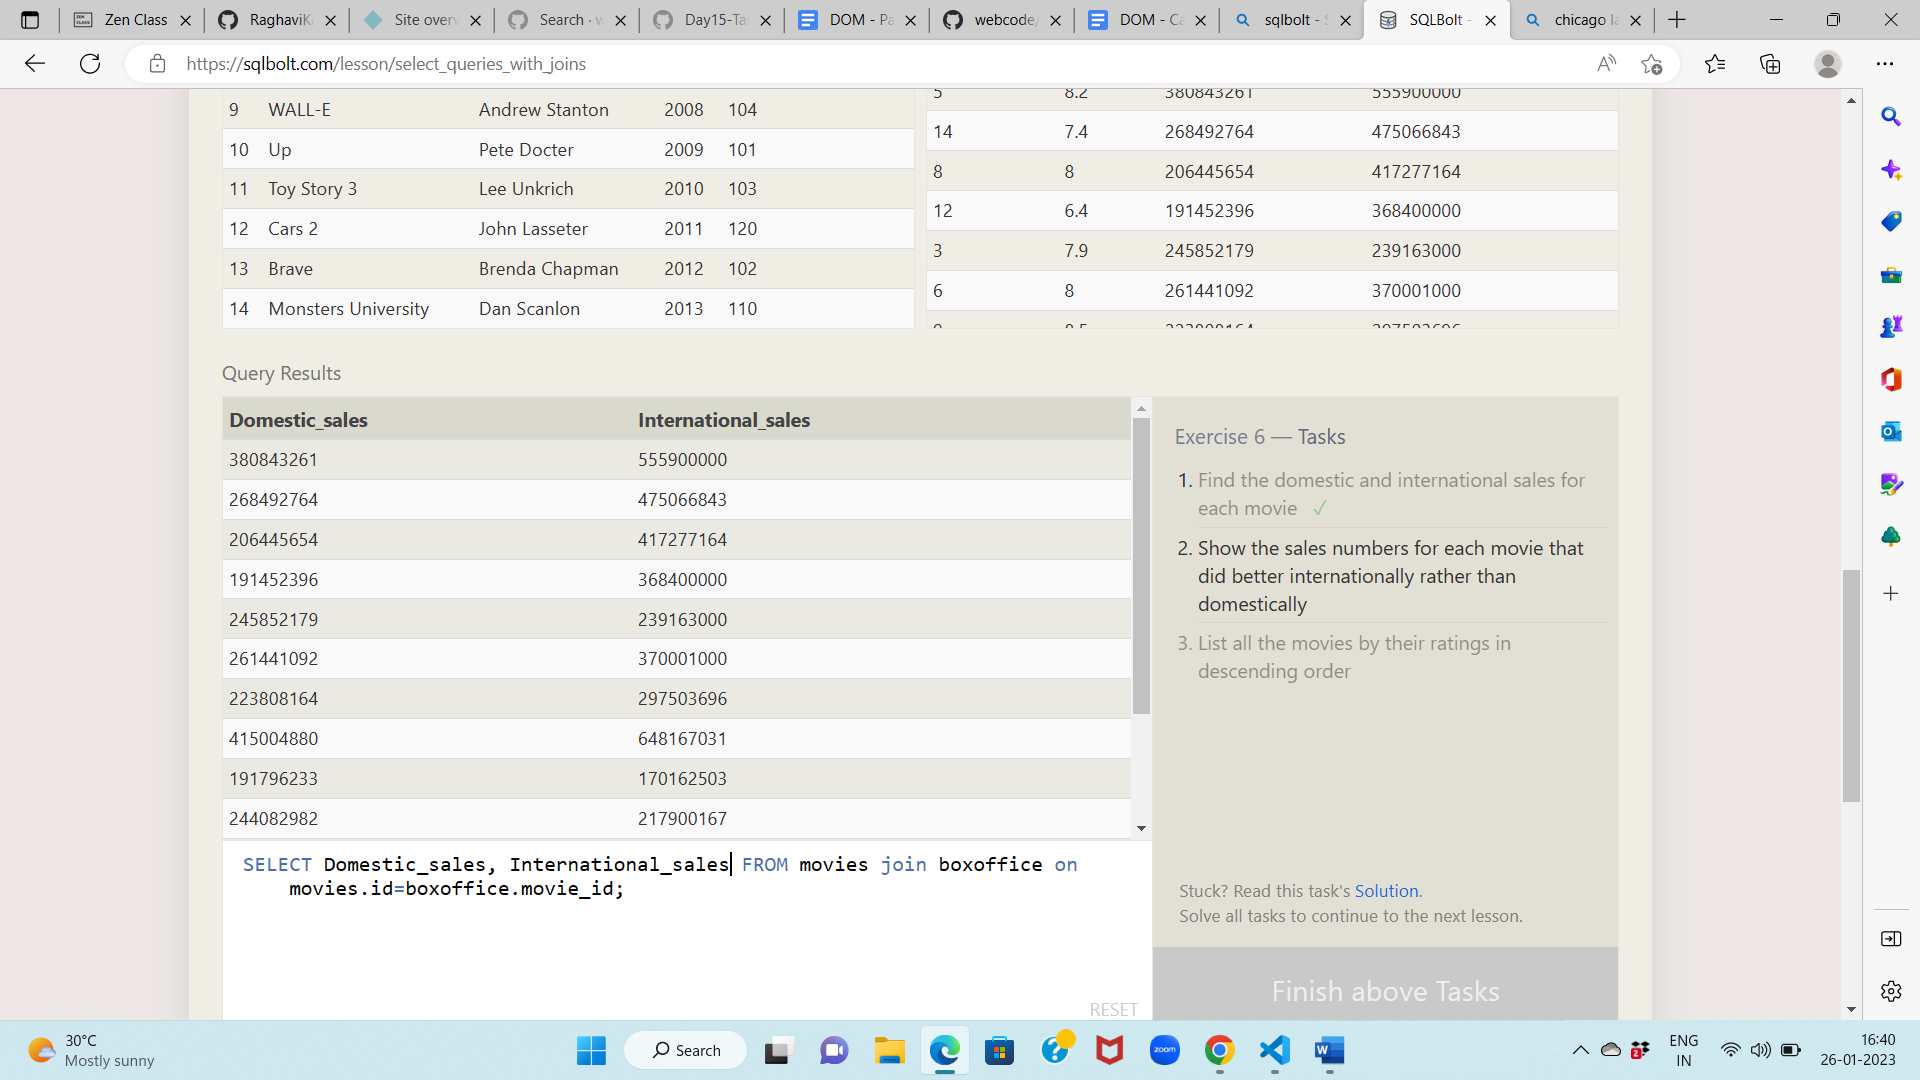 Zen Class
RaghaviK
Site overv
Search · w
Day15-Ta
DOM - Pa
webcode/
DOM - Ca
sqlbolt - S
SQLBolt -
chicago la
https://sqlbolt.com/lesson/select_queries_with_joins
9 WALL-E Andrew Stanton 2008 104
10 Up Pete Docter 2009 101
11 Toy Story 3 Lee Unkrich 2010 103
12 Cars 2 John Lasseter 2011 120
13 Brave Brenda Chapman 2012 102
14 Monsters University Dan Scanlon 2013 110
5 8.2 380843261 555900000
14 7.4 268492764 475066843
8 8 206445654 417277164
12 6.4 191452396 368400000
3 7.9 245852179 239163000
6 8 261441092 370001000
9 8.5 223808164 297503696
Query Results
Domestic_sales International_sales
380843261 555900000
268492764 475066843
206445654 417277164
191452396 368400000
245852179 239163000
261441092 370001000
223808164 297503696
415004880 648167031
191796233 170162503
244082982 217900167
SELECT Domestic_sales, International_sales FROM movies join boxoffice on
movies.id=boxoffice.movie_id;
RESET
Exercise 6 — Tasks
1. Find the domestic and international sales for
each movie ✓
2. Show the sales numbers for each movie that
did better internationally rather than
domestically
3. List all the movies by their ratings in
descending order
Stuck? Read this task's Solution.
Solve all tasks to continue to the next lesson.
Finish above Tasks
30°C
Mostly sunny
Search
zoom
2
ENG
IN
16:40
26-01-2023